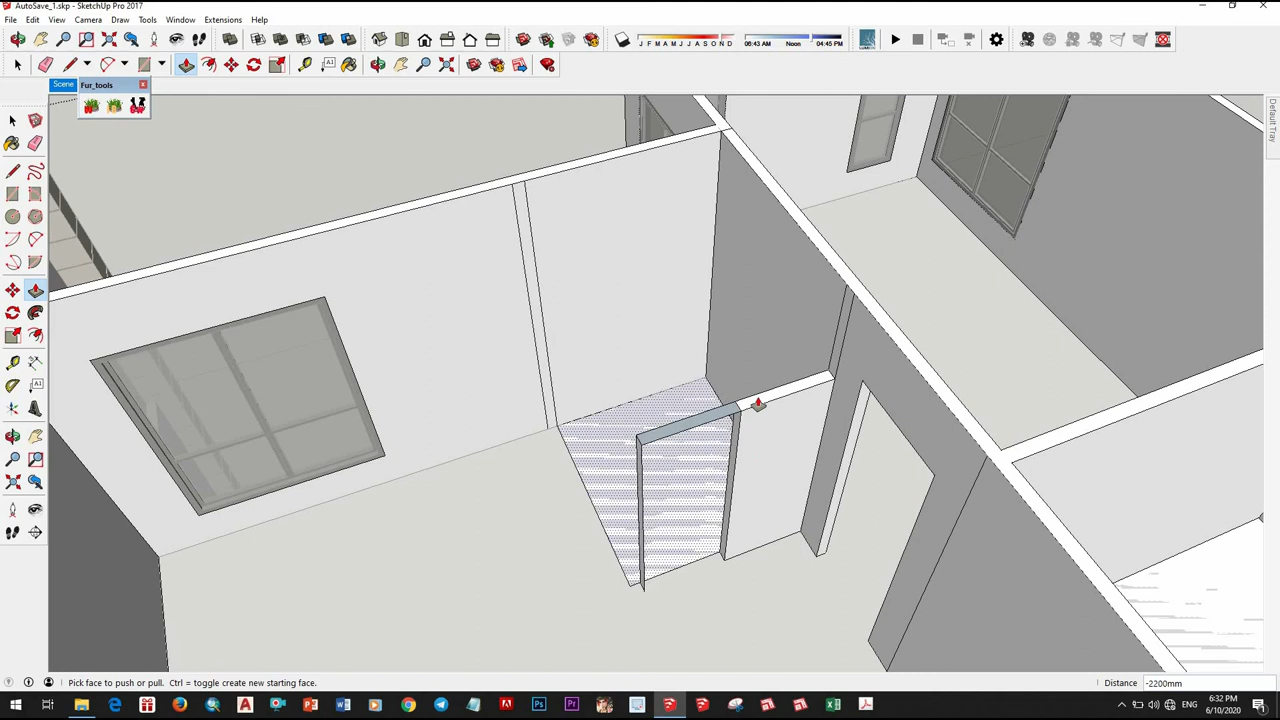 AutoSave_1.skp - SketchUp Pro 2017
File Edit View Camera Draw Tools Window Extensions Help
J F M A M J J A S O N D
06:43 AM Noon 04:45 PM
Scene
Fur_tools
Default Tray
Pick face to push or pull. Ctrl = toggle create new starting face.
Distance -2200mm
ENG
6:32 PM
6/10/2020